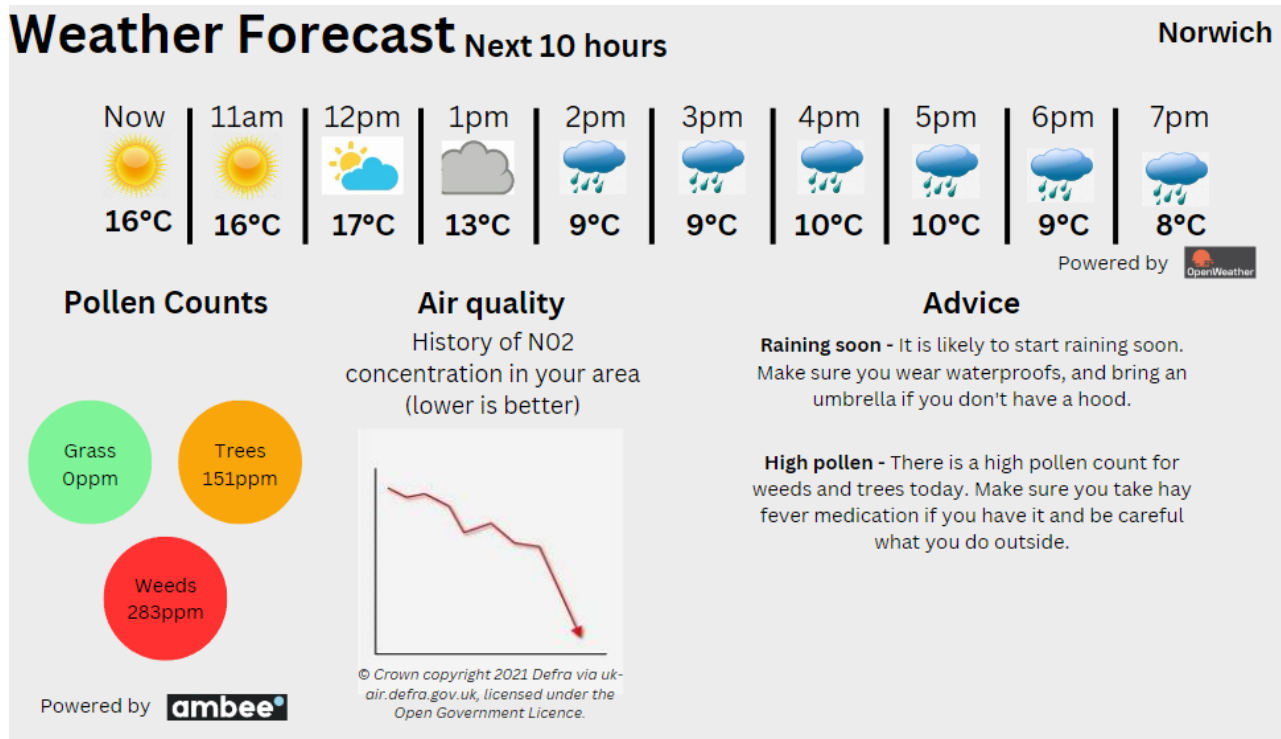 Weather Forecast Next 10 hours
Norwich
Now 11am 12pm 1pm 2pm 3pm 4pm 5pm 6pm 7pm
16°C 16°C 17°C 13°C 9°C 9°C 10°C 10°C 9°C 8°C
Powered by OpenWeather
Pollen Counts
Grass
0ppm
Trees
151ppm
Weeds
283ppm
Powered by ambee
Air quality
History of N02
concentration in your area
(lower is better)
© Crown copyright 2021 Defra via uk-
air.defra.gov.uk, licensed under the
Open Government Licence.
Advice
Raining soon - It is likely to start raining soon.
Make sure you wear waterproofs, and bring an
umbrella if you don't have a hood.
High pollen - There is a high pollen count for
weeds and trees today. Make sure you take hay
fever medication if you have it and be careful
what you do outside.